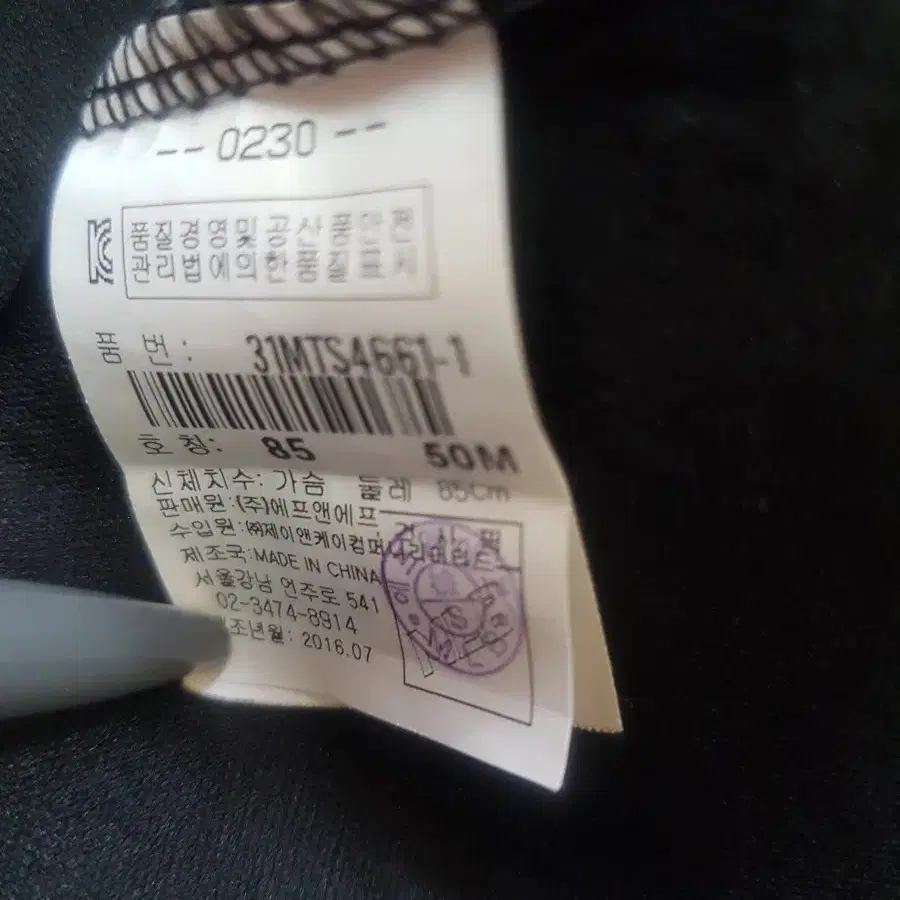 -- 0230 --
품질경영및공산품안전
관리법에의한품질표시
품 번: 31MTS4661-1
호칭: 85 50M
신체치수: 가슴 둘레 85cm
판매원:(주)에프앤에프
검사필
수입원:㈜제이앤케이컴퍼니
제조국:MADE IN CHINA
서울강남 언주로 541
02-3474-8914
제조년월: 2016.07